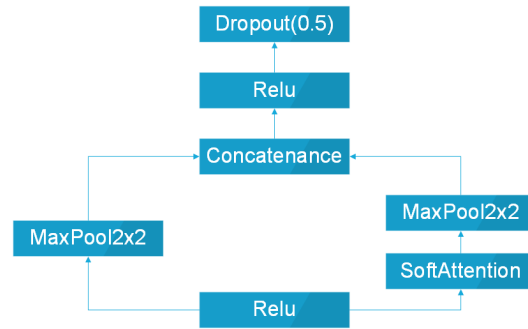 Dropout(0.5)
Relu
Concatenance
MaxPool2x2
MaxPool2x2
SoftAttention
Relu